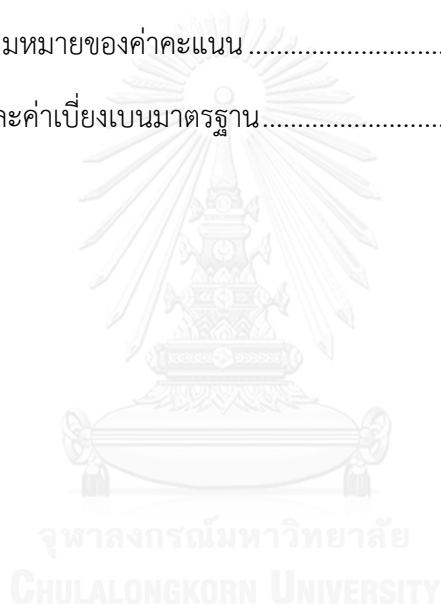 มหมายของค่าคะแนน ..............................
ละค่าเบี่ยงเบนมาตรฐาน..............................
จุฬาลงกรณ์มหาวิทยาลัย
CHULALONGKORN UNIVERSITY